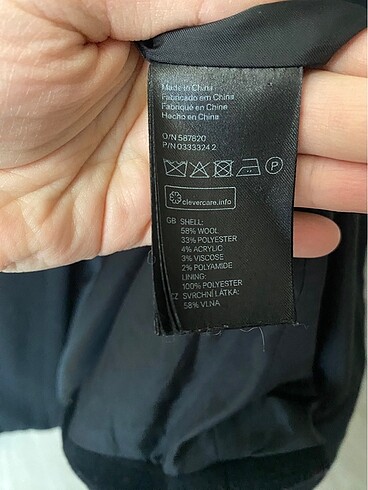 Made in China
Fabricado em China
Fabriqué en Chine
Hecho en China
O/N 587820
P/N 0333324 2
P
clevercare.info
GB SHELL:
58% WOOL
33% POLYESTER
4% ACRYLIC
3% VISCOSE
2% POLYAMIDE
LINING:
100% POLYESTER
CZ SVRCHNÍ LÁTKA:
58% VLNA